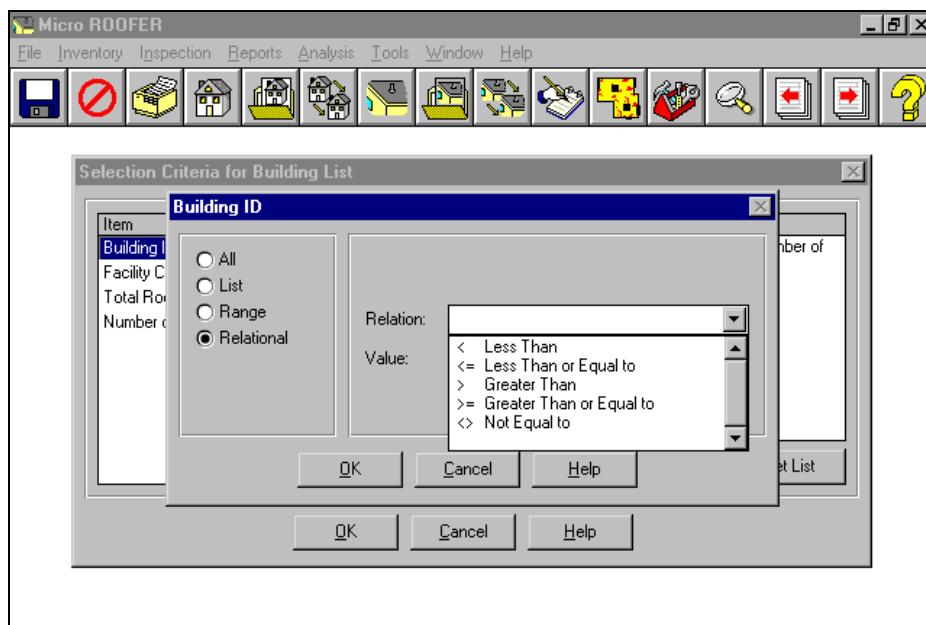 Micro ROOFER
File Inventory Inspection Reports Analysis Tools Window Help
Selection Criteria for Building List
Building ID
Item
Building I
Facility C
Total Roo
Number o
mber of
All
List
Range
Relational
Relation:
Value:
< Less Than
<= Less Than or Equal to
> Greater Than
>= Greater Than or Equal to
<> Not Equal to
OK Cancel Help
et List
OK Cancel Help